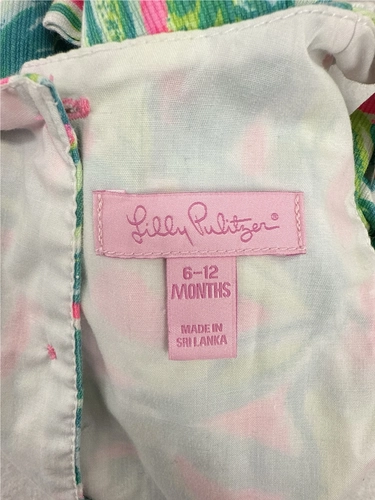 Lilly Pulitzer®
6-12
MONTHS
MADE IN
SRI LANKA